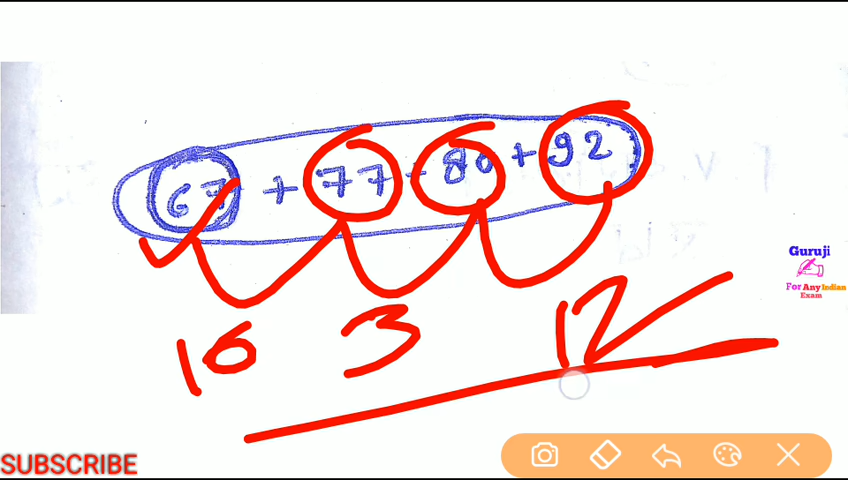 67 + 77 + 80 + 92
10 3 12
Guruji
For Any Indian
Exam
SUBSCRIBE